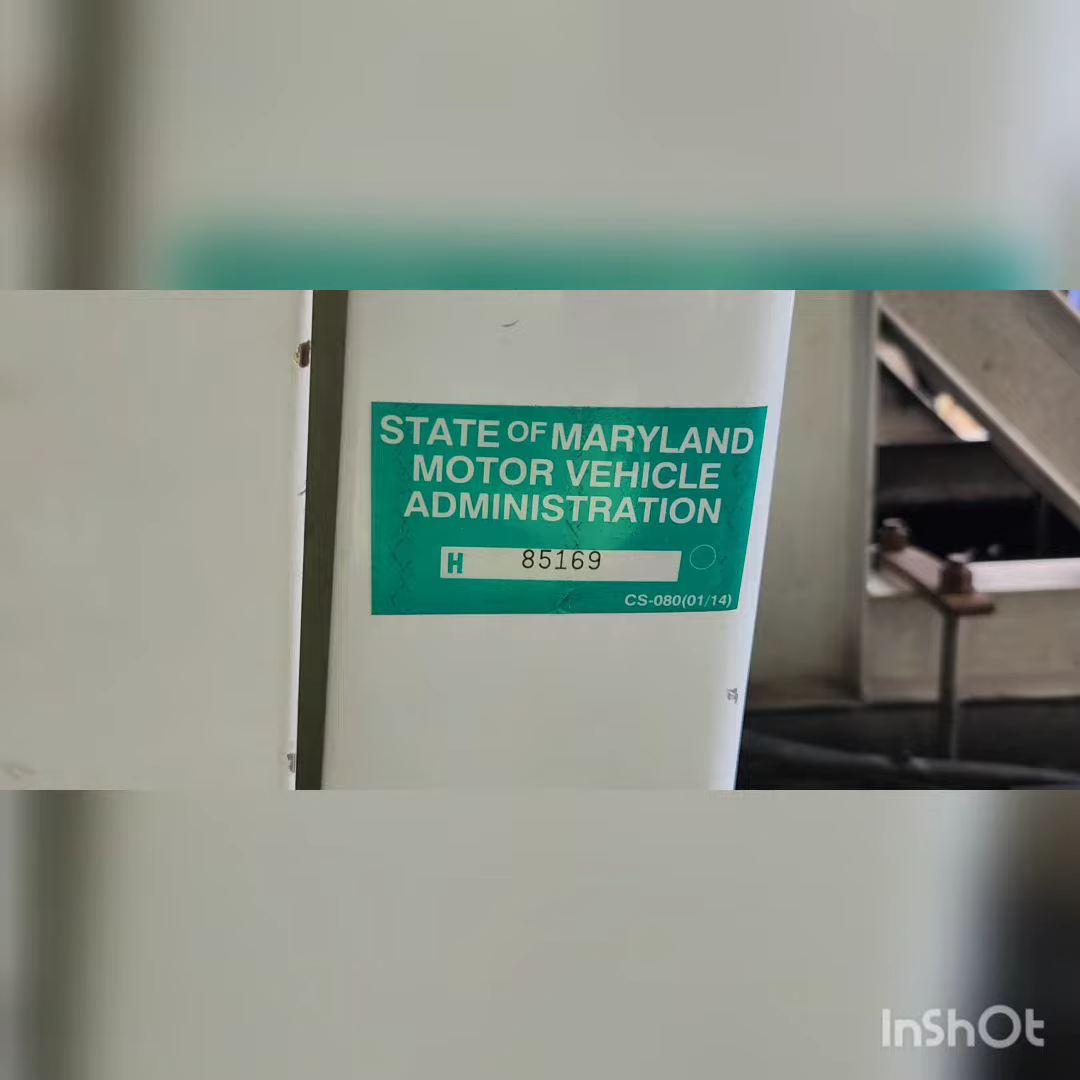 STATE OF MARYLAND
MOTOR VEHICLE
ADMINISTRATION
H 85169
CS-080(01/14)
InShOt